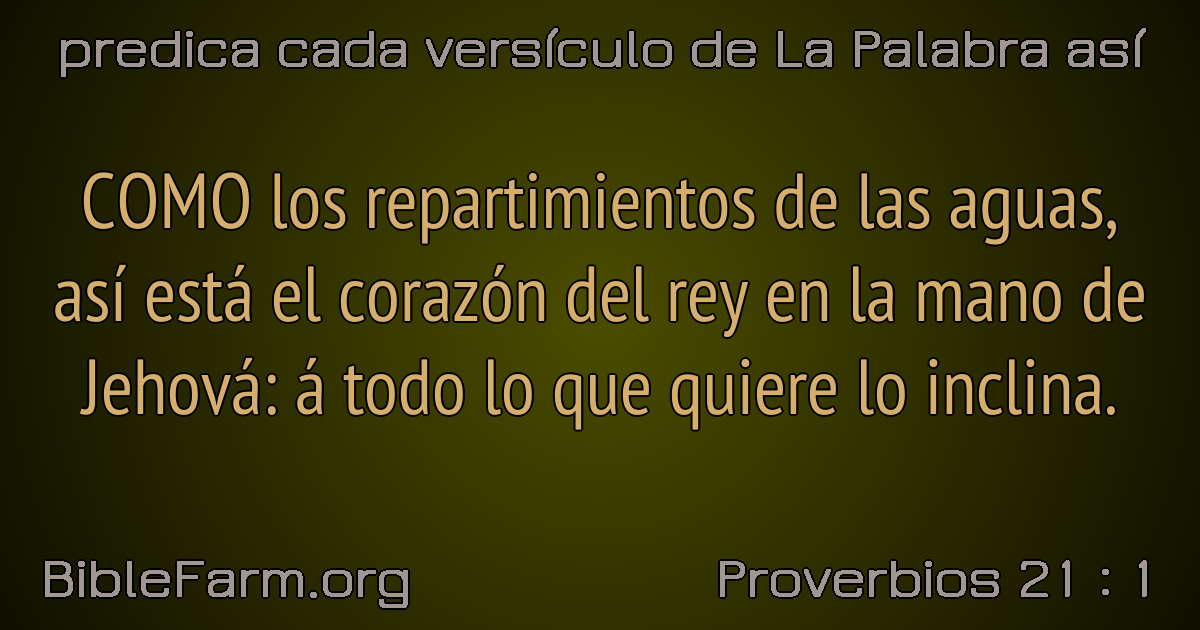 predica cada versículo de La Palabra así
COMO los repartimientos de las aguas,
así está el corazón del rey en la mano de
Jehová: á todo lo que quiere lo inclina.
BibleFarm.org
Proverbios 21 : 1